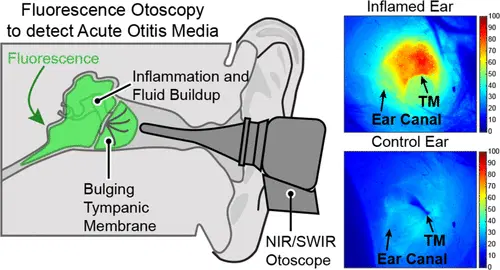 Fluorescence Otoscopy
to detect Acute Otitis Media
Fluorescence
Inflammation and
Fluid Buildup
Bulging
Tympanic
Membrane
NIR/SWIR
Otoscope
Inflamed Ear
TM
Ear Canal
100
90
80
70
60
50
40
30
20
10
0
Control Ear
TM
Ear Canal
100
90
80
70
60
50
40
30
20
10
0